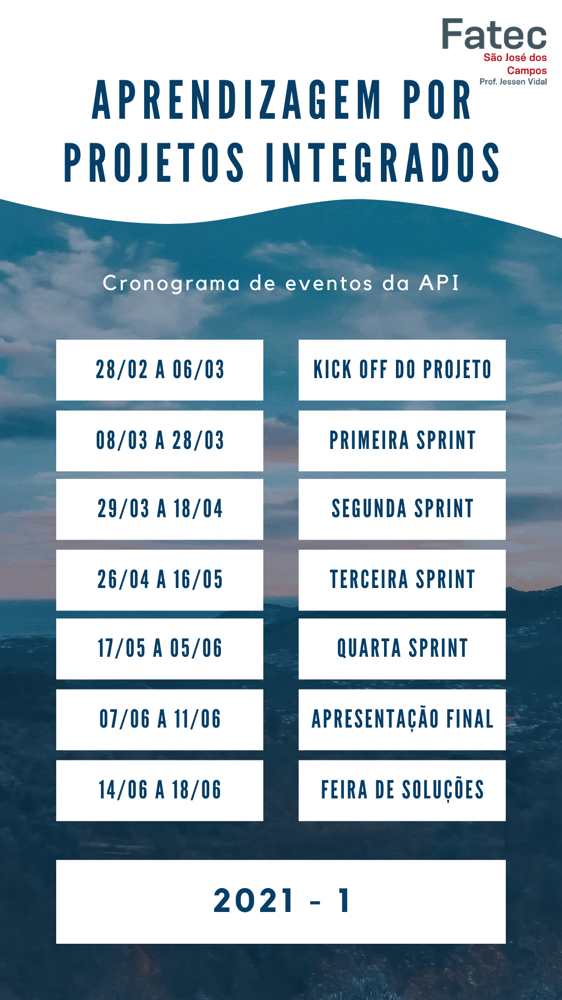 Fatec
São José dos
Campos
Prof. Jessen Vidal
APRENDIZAGEM POR
PROJETOS INTEGRADOS
Cronograma de eventos da API
28/02 A 06/03 KICK OFF DO PROJETO
08/03 A 28/03 PRIMEIRA SPRINT
29/03 A 18/04 SEGUNDA SPRINT
26/04 A 16/05 TERCEIRA SPRINT
17/05 A 05/06 QUARTA SPRINT
07/06 A 11/06 APRESENTAÇÃO FINAL
14/06 A 18/06 FEIRA DE SOLUÇÕES
2021 - 1